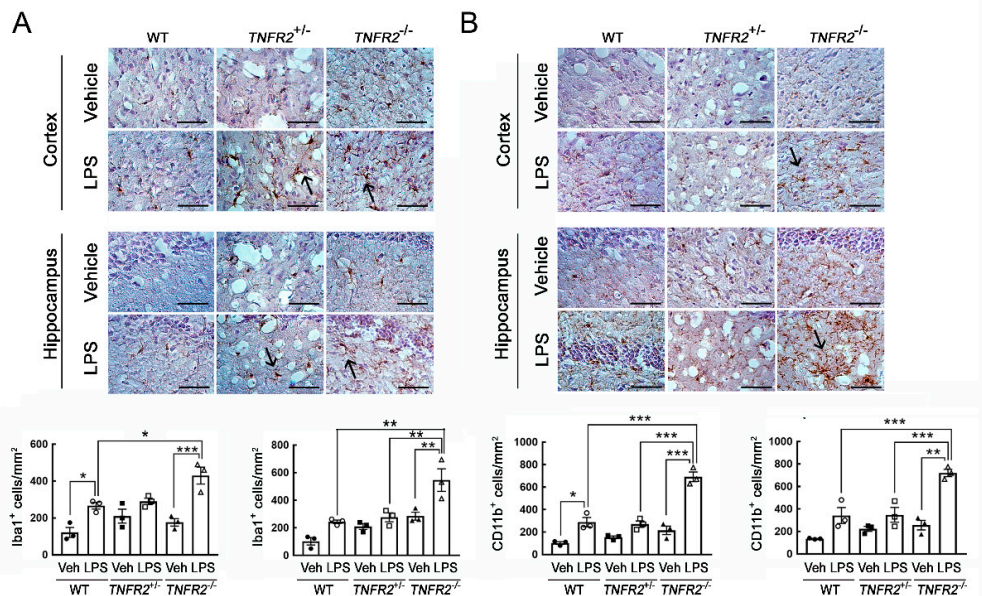 A
WT TNFR2+/- TNFR2-/-
Cortex
Vehicle
LPS
Hippocampus
Vehicle
LPS
Iba1+ cells/mm2
600
400
200
0
* * ***
Veh LPS Veh LPS Veh LPS
WT TNFR2+/- TNFR2-/-
Iba1+ cells/mm2
800
600
400
200
0
** ** **
Veh LPS Veh LPS Veh LPS
WT TNFR2+/- TNFR2-/-
B
WT TNFR2+/- TNFR2-/-
Cortex
Vehicle
LPS
Hippocampus
Vehicle
LPS
CD11b+ cells/mm2
1000
800
600
400
200
0
* *** *** ***
Veh LPS Veh LPS Veh LPS
WT TNFR2+/- TNFR2-/-
CD11b+ cells/mm2
1000
800
600
400
200
0
*** *** **
Veh LPS Veh LPS Veh LPS
WT TNFR2+/- TNFR2-/-